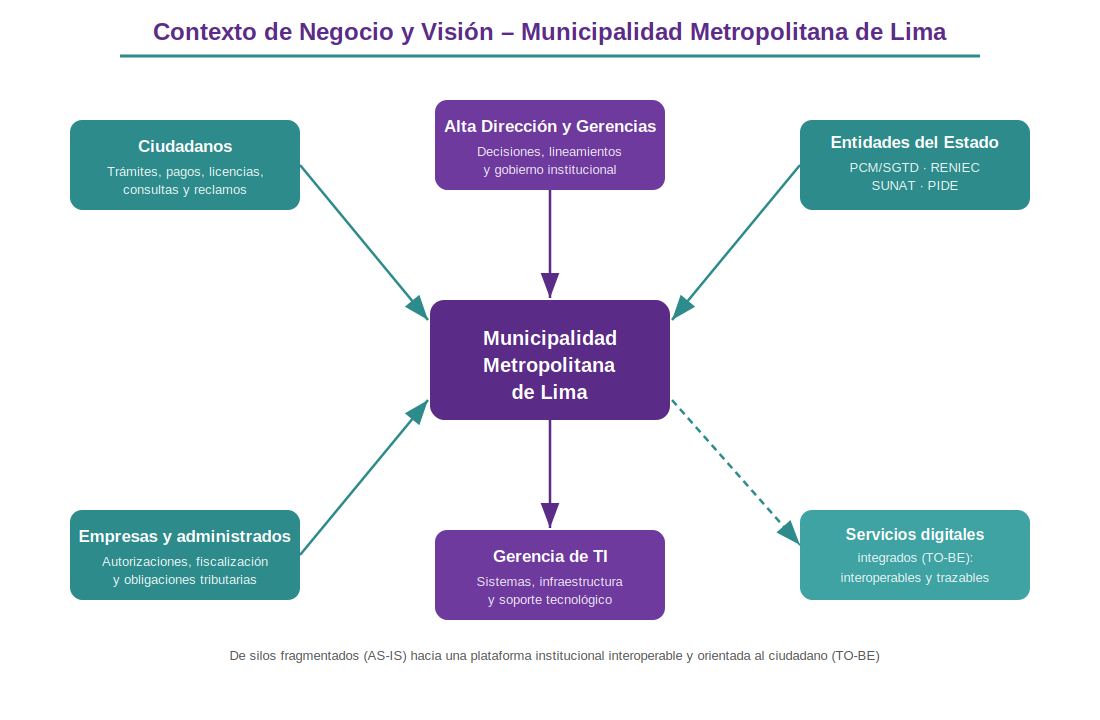 Contexto de Negocio y Visión – Municipalidad Metropolitana de Lima
Ciudadanos
Trámites, pagos, licencias,
consultas y reclamos
Alta Dirección y Gerencias
Decisiones, lineamientos
y gobierno institucional
Entidades del Estado
PCM/SGTD · RENIEC
SUNAT · PIDE
Municipalidad
Metropolitana
de Lima
Empresas y administrados
Autorizaciones, fiscalización
y obligaciones tributarias
Gerencia de TI
Sistemas, infraestructura
y soporte tecnológico
Servicios digitales
integrados (TO-BE):
interoperables y trazables
De silos fragmentados (AS-IS) hacia una plataforma institucional interoperable y orientada al ciudadano (TO-BE)